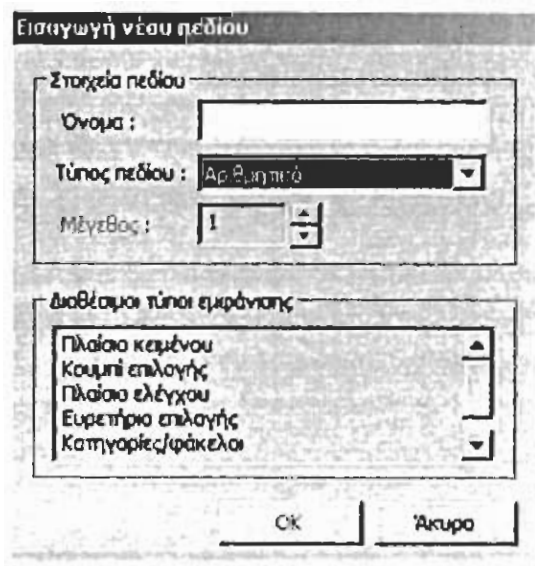 Εισαγωγή νέου πεδίου
Στοιχεία πεδίου
Όνομα :
Τύπος πεδίου : Αριθμητικό
Μέγεθος : 1
Διαθέσιμοι τύποι εμφάνισης
Πλαίσιο κειμένου
Κουμπί επιλογής
Πλαίσιο ελέγχου
Ευρετήριο επιλογής
Κατηγορίες/φάκελοι
OK Άκυρο